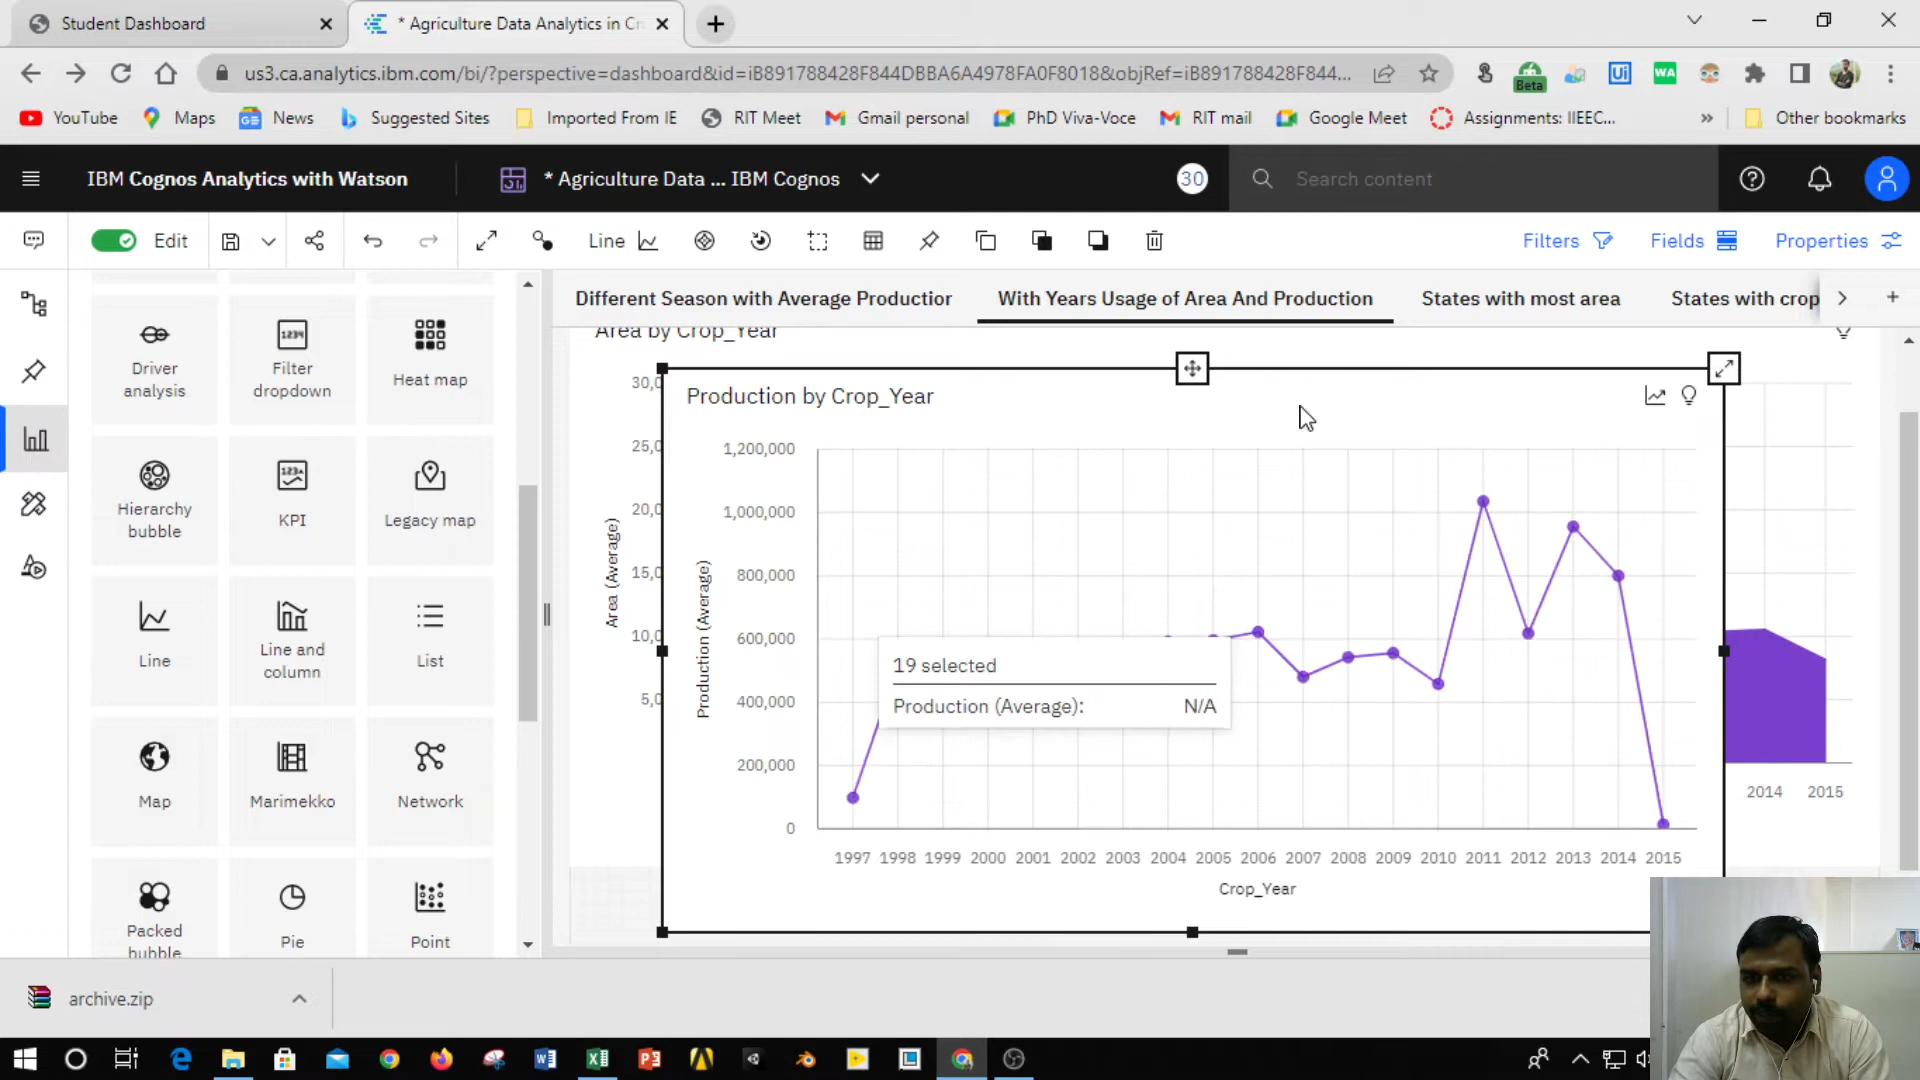 Student Dashboard
* Agriculture Data Analytics in Cr
us3.ca.analytics.ibm.com/bi/?perspective=dashboard&id=iB891788428F844DBBA6A4978FA0F8018&objRef=iB891788428F844...
Beta
Ui
WA
YouTube
Maps
GE
News
Suggested Sites
Imported From IE
RIT Meet
Gmail personal
PhD Viva-Voce
RIT mail
Google Meet
Assignments: IIEEC...
»
Other bookmarks
IBM Cognos Analytics with Watson
* Agriculture Data ... IBM Cognos
30
Search content
Edit
Line
Filters
Fields
Properties
Different Season with Average Production
With Years Usage of Area And Production
States with most area
States with crop
Driver analysis
Filter dropdown
Heat map
Hierarchy bubble
KPI
Legacy map
Line
Line and column
List
Map
Marimekko
Network
Packed bubble
Pie
Point
Area by Crop_Year
30,0
25,0
20,0
15,0
10,0
5,0
Area (Average)
2014 2015
Production by Crop_Year
1,200,000
1,000,000
800,000
600,000
400,000
200,000
0
Production (Average)
19 selected
Production (Average): N/A
1997 1998 1999 2000 2001 2002 2003 2004 2005 2006 2007 2008 2009 2010 2011 2012 2013 2014 2015
Crop_Year
archive.zip